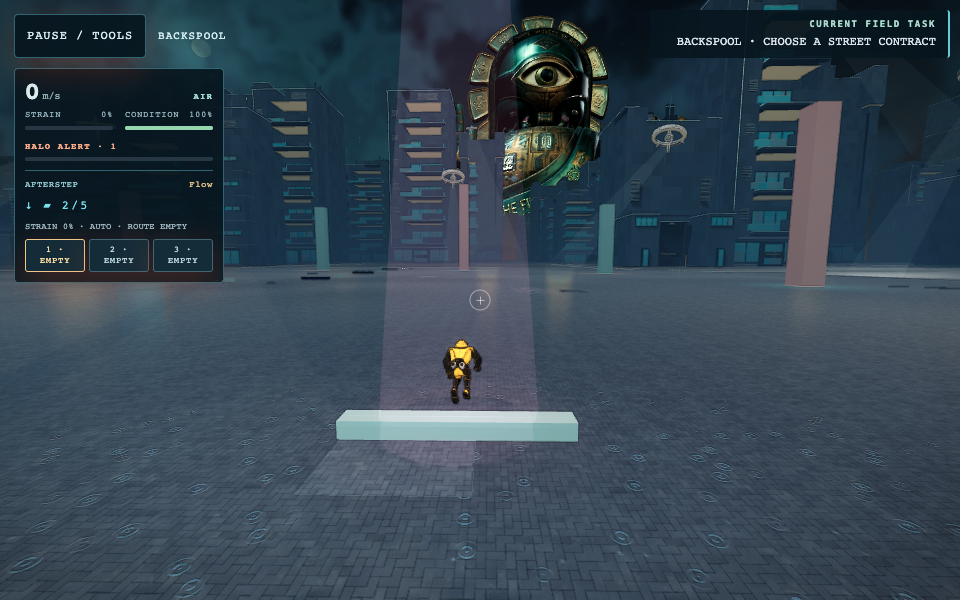 PAUSE / TOOLS
BACKSPOOL
CURRENT FIELD TASK
BACKSPOOL · CHOOSE A STREET CONTRACT
0 m/s
AIR
STRAIN 0%
CONDITION 100%
HALO ALERT · 1
AFTERSTEP
Flow
↓ ▰ 2/5
STRAIN 0% · AUTO · ROUTE EMPTY
1 ·
EMPTY
2 ·
EMPTY
3 ·
EMPTY